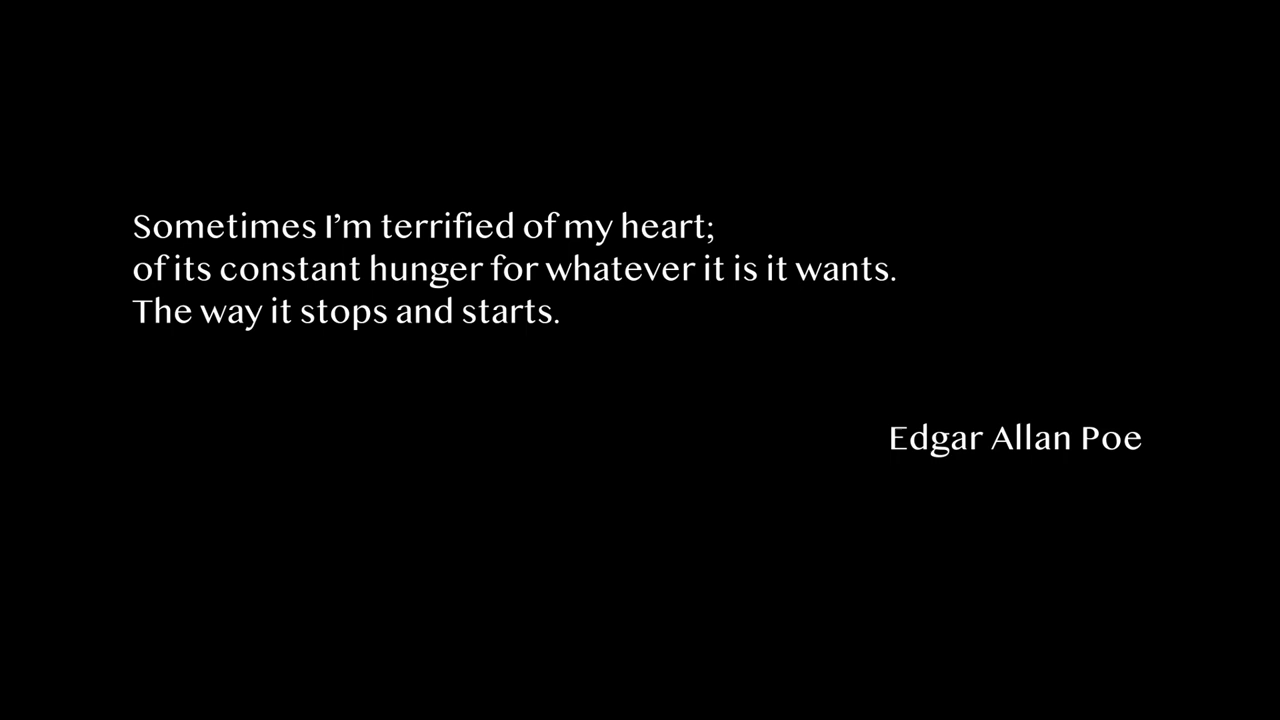 Sometimes I’m terrified of my heart;
of its constant hunger for whatever it is it wants.
The way it stops and starts.
Edgar Allan Poe